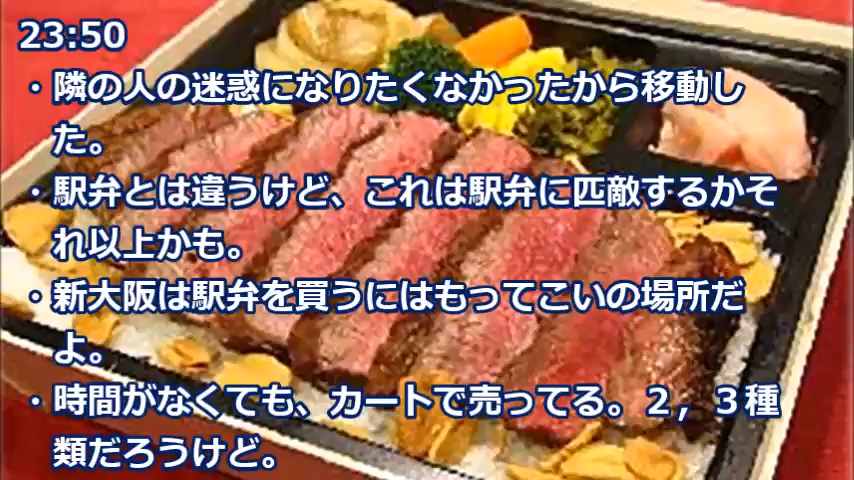 23:50
・隣の人の迷惑になりたくなかったから移動し
た。
・駅弁とは違うけど、これは駅弁に匹敵するかそ
れ以上かも。
・新大阪は駅弁を買うにはもってこいの場所だ
よ。
・時間がなくても、カートで売ってる。２，３種
類だろうけど。